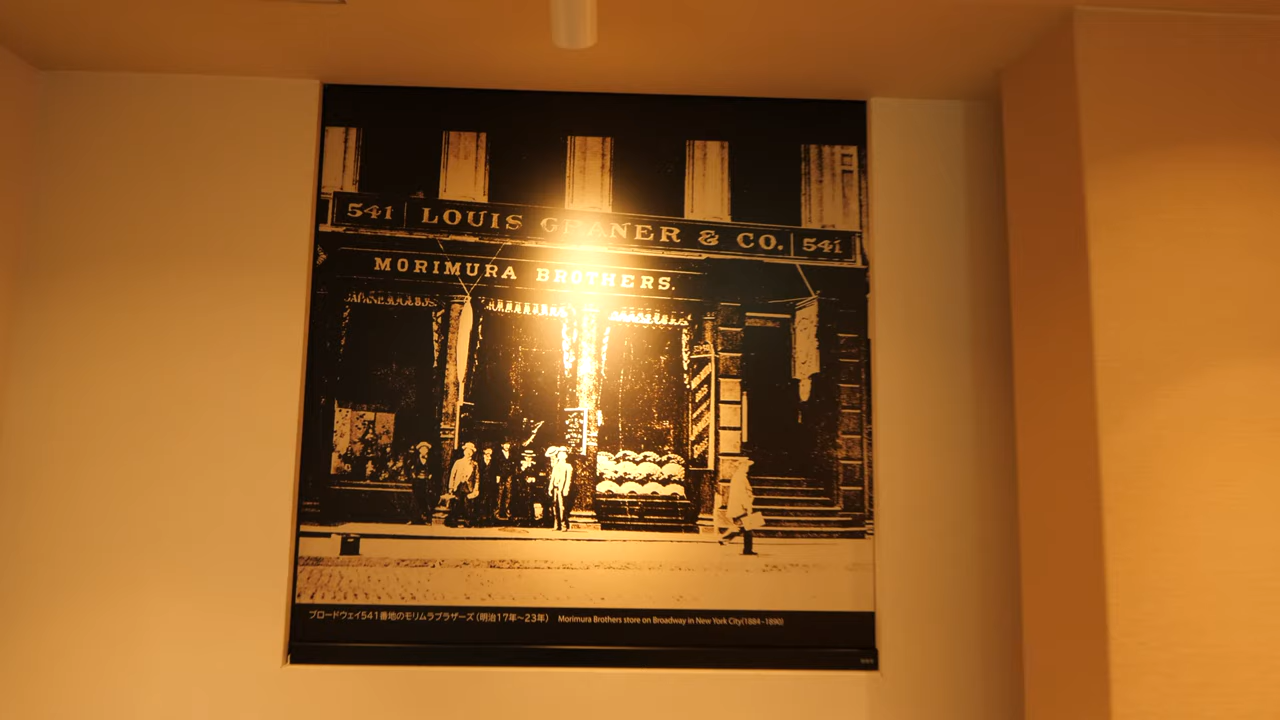 541 LOUIS GRANER & CO. 541
MORIMURA BROTHERS.
ブロードウェイ541番地のモリムラブラザーズ(明治17年〜23年) Morimura Brothers store on Broadway in New York City(1884-1890)